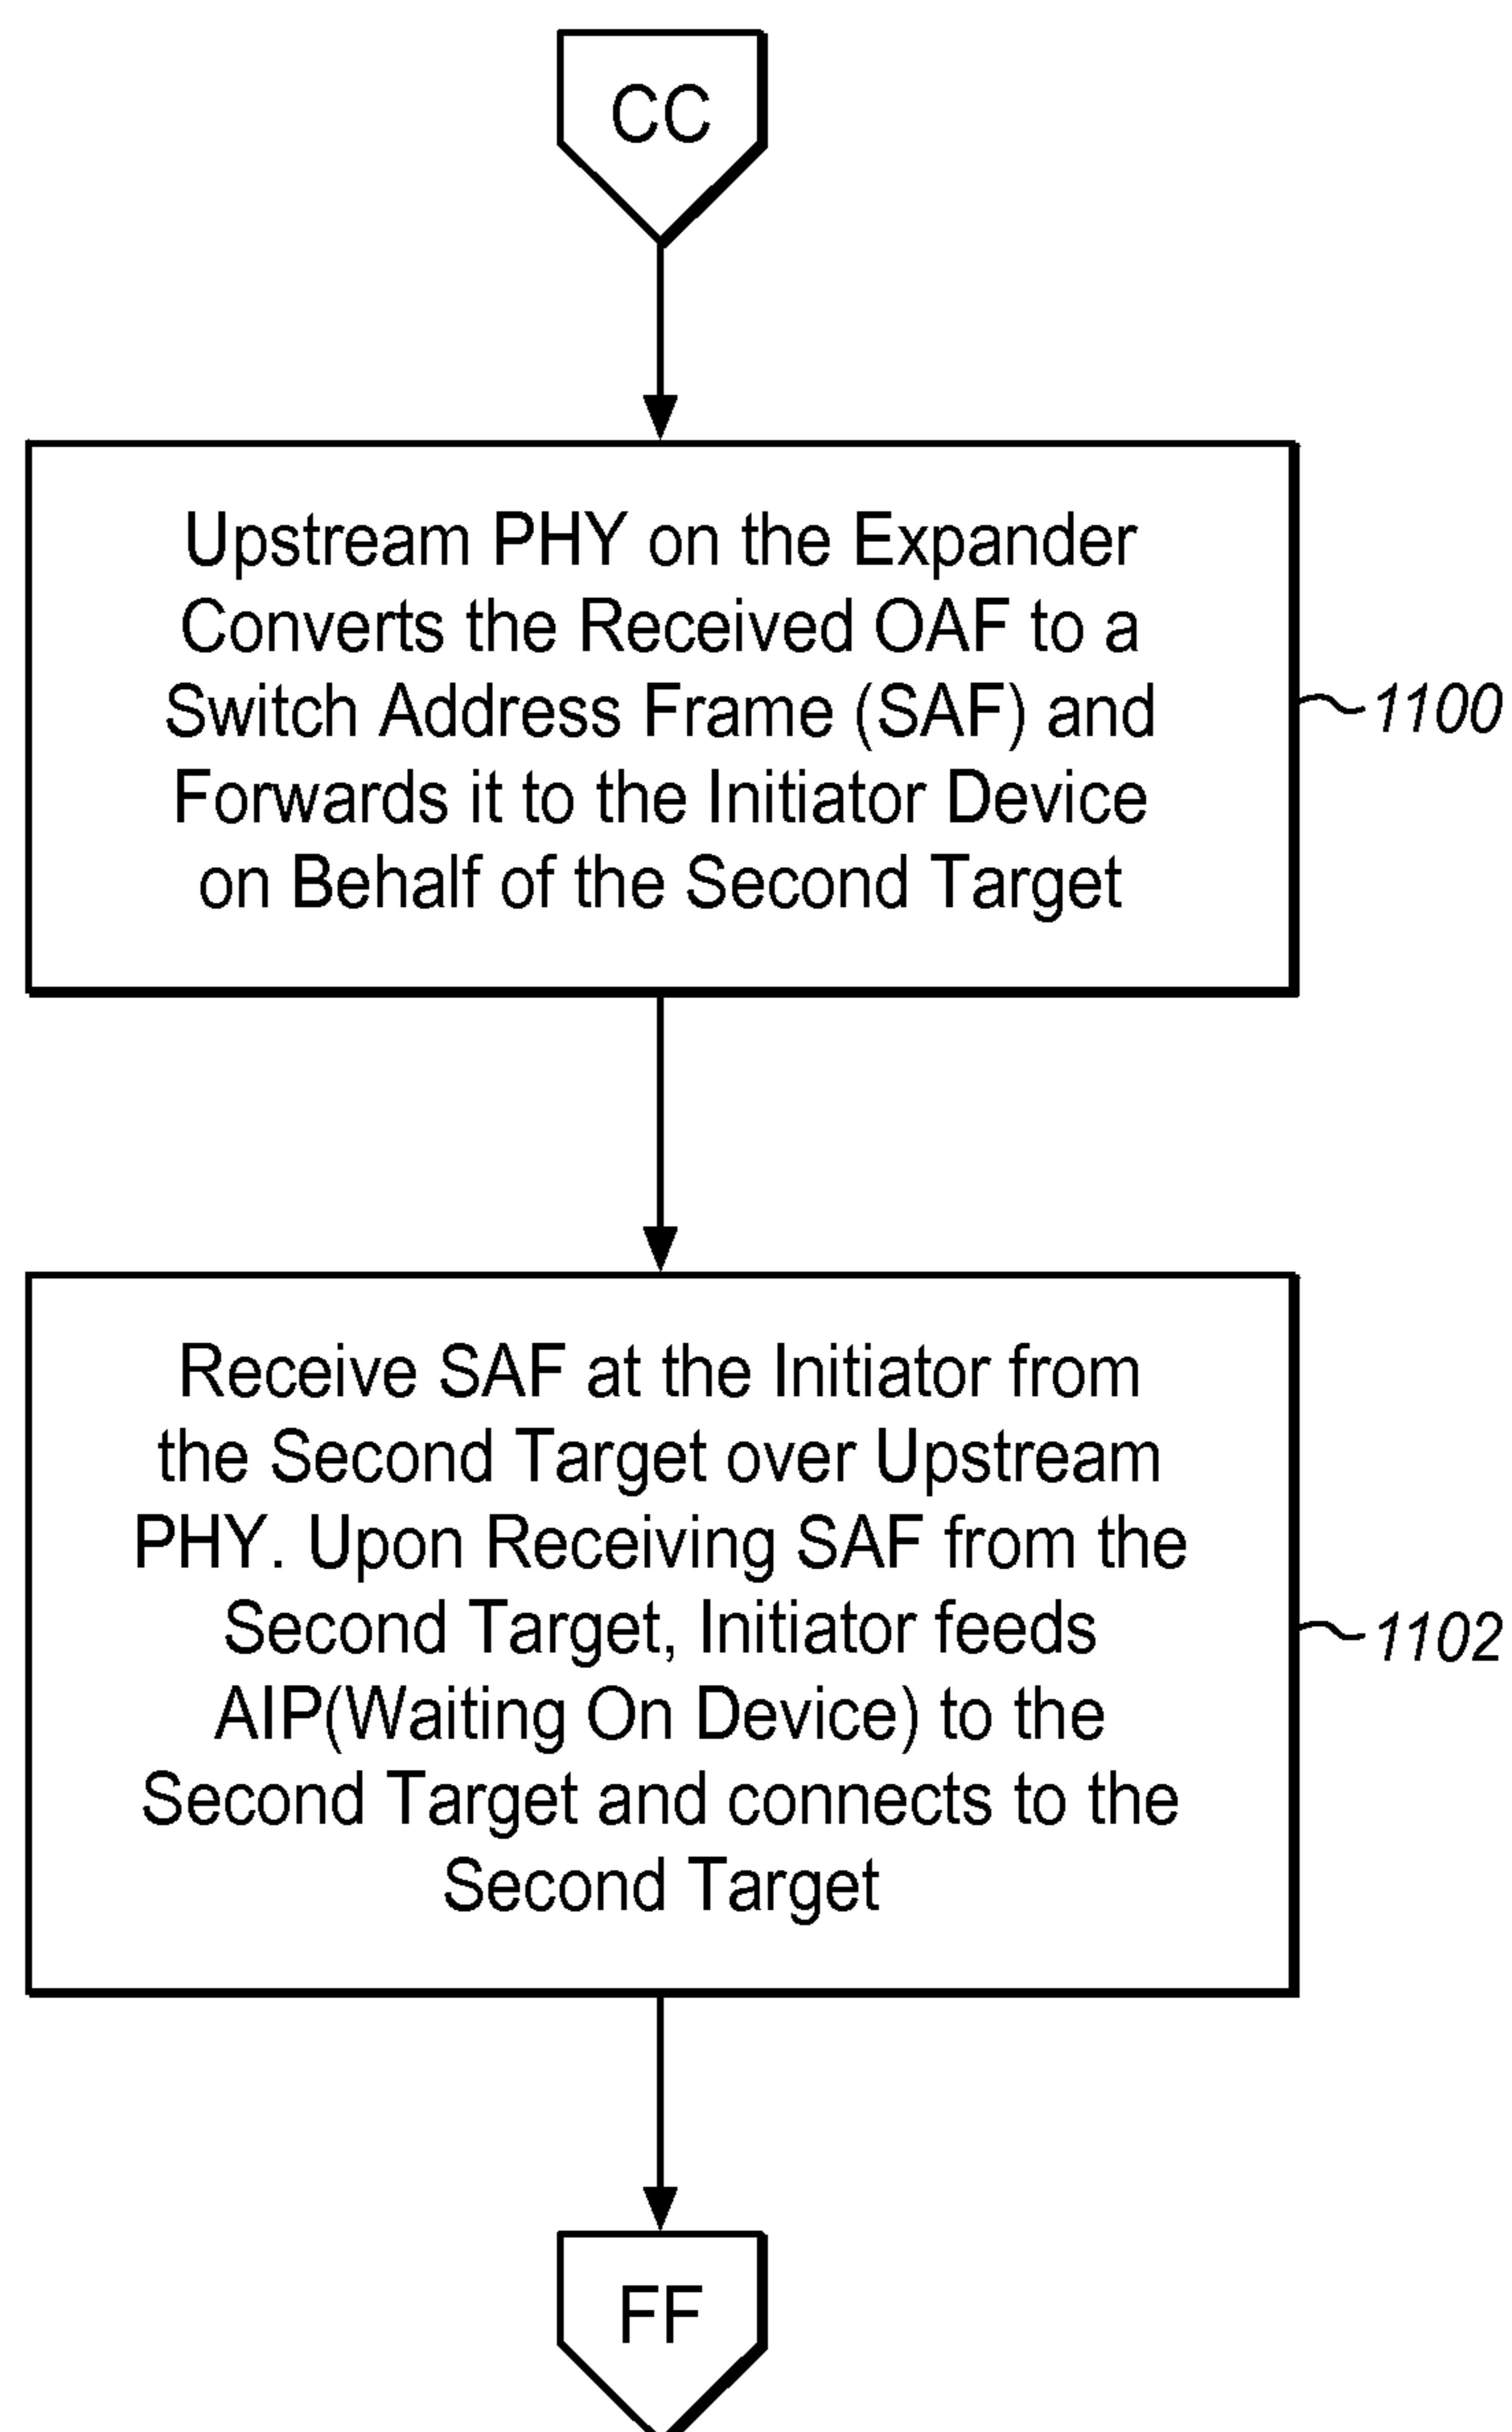 CC
Upstream PHY on the Expander
Converts the Received OAF to a
Switch Address Frame (SAF) and
Forwards it to the Initiator Device
on Behalf of the Second Target
1100
Receive SAF at the Initiator from
the Second Target over Upstream
PHY. Upon Receiving SAF from the
Second Target, Initiator feeds
AIP(Waiting On Device) to the
Second Target and connects to the
Second Target
1102
FF